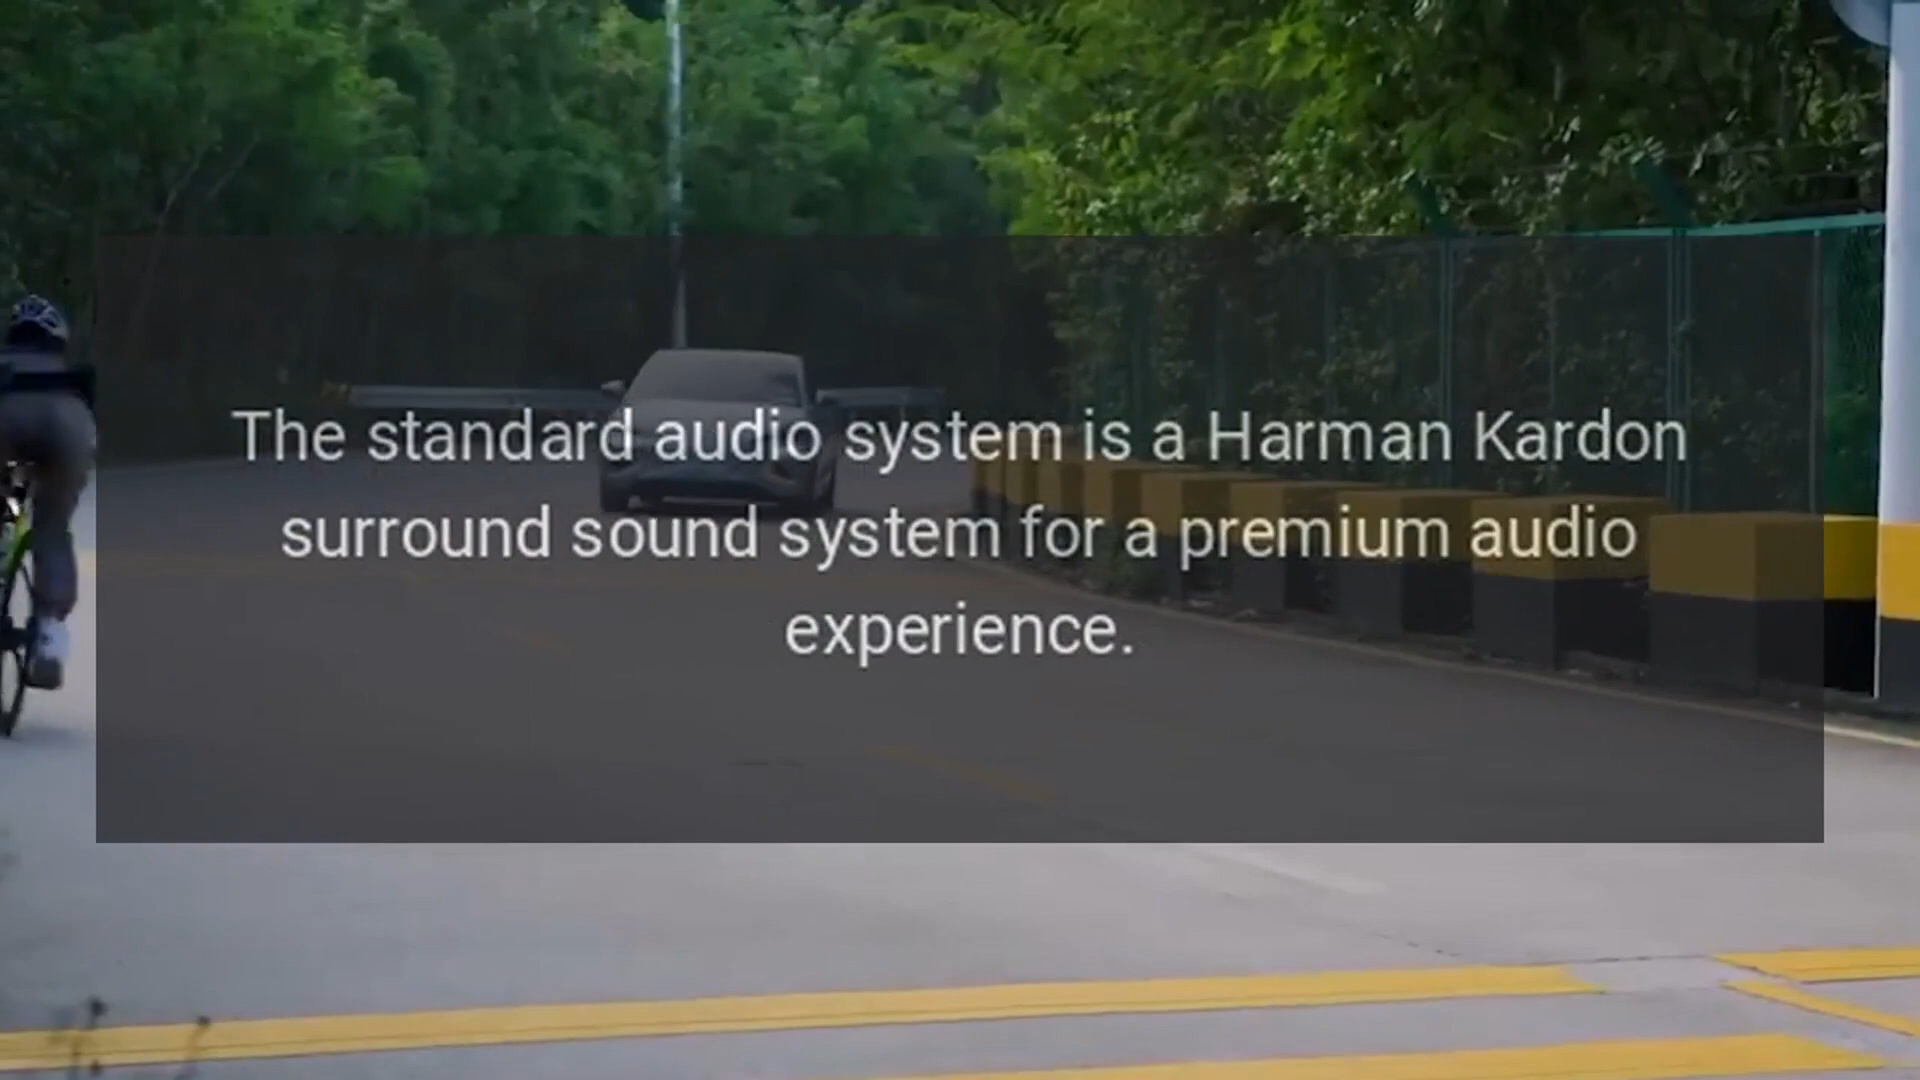 The standard audio system is a Harman Kardon
surround sound system for a premium audio
experience.